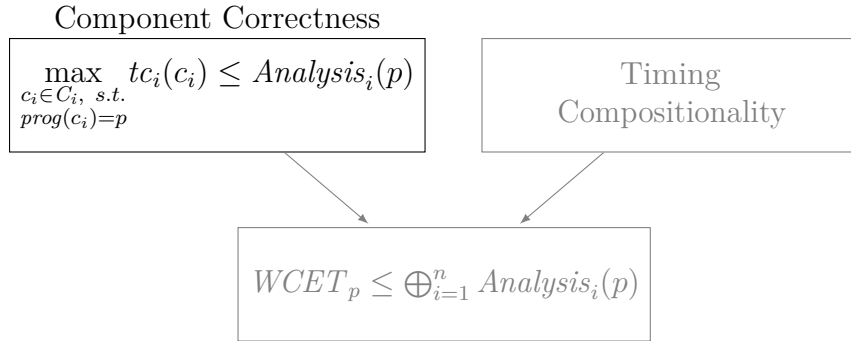 Component Correctness
max tc_i(c_i) ≤ Analysis_i(p)
c_i∈C_i, s.t.
prog(c_i)=p
Timing
Compositionality
WCET_p ≤ ⊕_{i=1}^n Analysis_i(p)